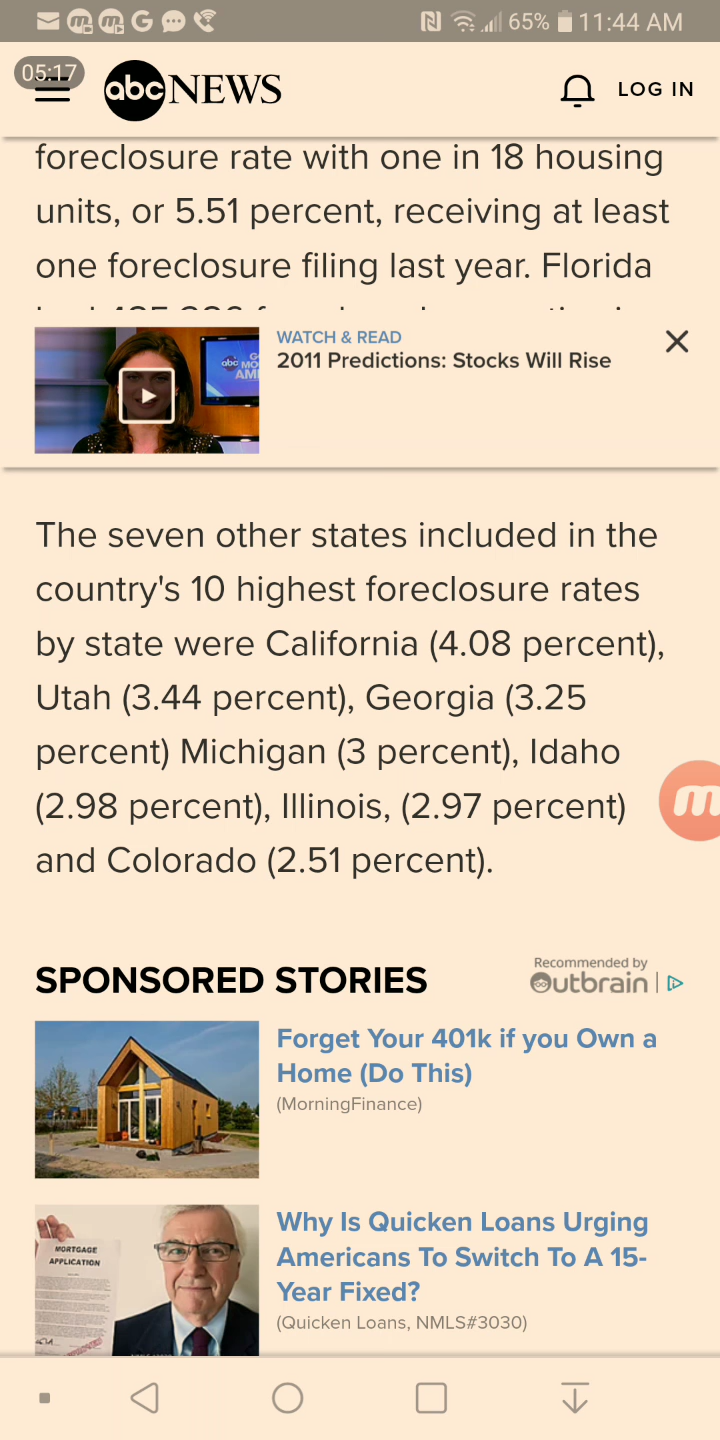 65% 11:44 AM
05:17
abc NEWS
LOG IN
foreclosure rate with one in 18 housing
units, or 5.51 percent, receiving at least
one foreclosure filing last year. Florida
WATCH & READ
2011 Predictions: Stocks Will Rise
abc
The seven other states included in the
country's 10 highest foreclosure rates
by state were California (4.08 percent),
Utah (3.44 percent), Georgia (3.25
percent) Michigan (3 percent), Idaho
(2.98 percent), Illinois, (2.97 percent)
and Colorado (2.51 percent).
SPONSORED STORIES
Recommended by
Outbrain
Forget Your 401k if you Own a
Home (Do This)
(MorningFinance)
MORTGAGE
APPLICATION
Why Is Quicken Loans Urging
Americans To Switch To A 15-
Year Fixed?
(Quicken Loans, NMLS#3030)